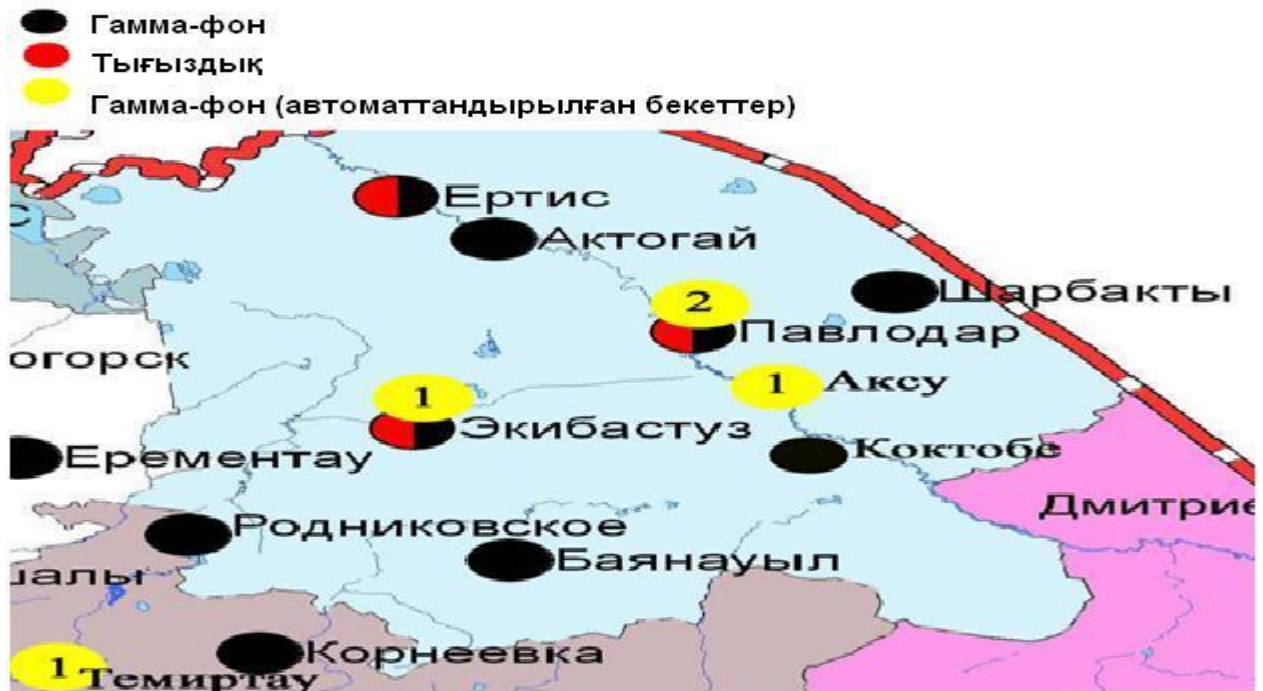 Гамма-фон
Тығыздық
Гамма-фон (автоматтандырылған бекеттер)
С
Ертис
Актогай
Шарбакты
2
Павлодар
огорск
1
Аксу
1
Экибастуз
Коктобе
Ерементау
Дмитрие
Родниковское
Баянауыл
шалы
Корнеевка
1
Темиртау